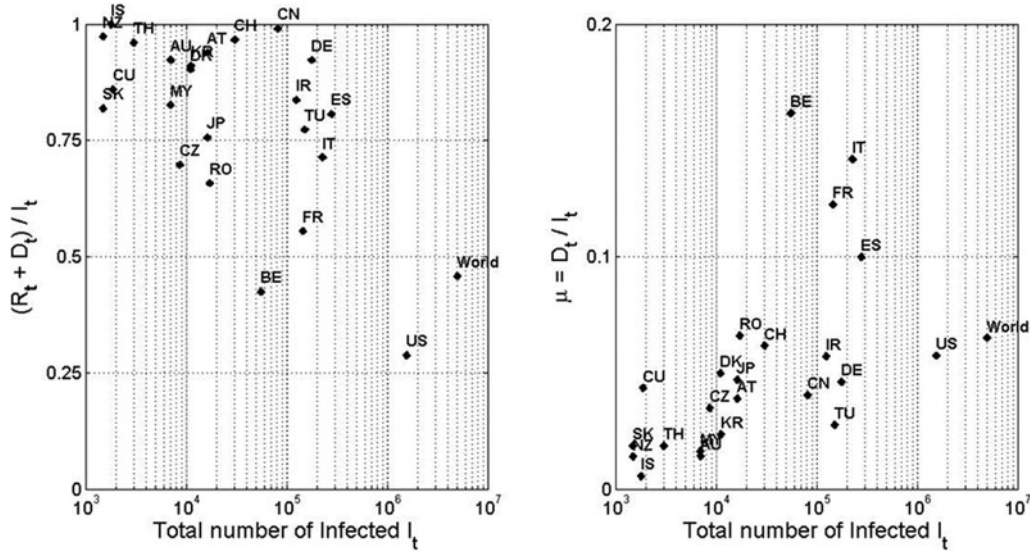 IS
NZ
TH
AT
CH
CN
AU
KR
DK
DE
CU
SK
MY
IR
ES
TU
JP
IT
CZ
RO
FR
BE
World
US
1
0.75
0.5
0.25
0
10^3
10^4
10^5
10^6
10^7
(R_t + D_t) / I_t
Total number of Infected I_t
BE
IT
FR
ES
RO
CH
DK
JP
IR
World
US
CU
CZ
AT
CN
DE
SK
TH
KR
TU
NZ
MY
AU
IS
0.2
0.1
0
10^3
10^4
10^5
10^6
10^7
μ = D_t / I_t
Total number of Infected I_t